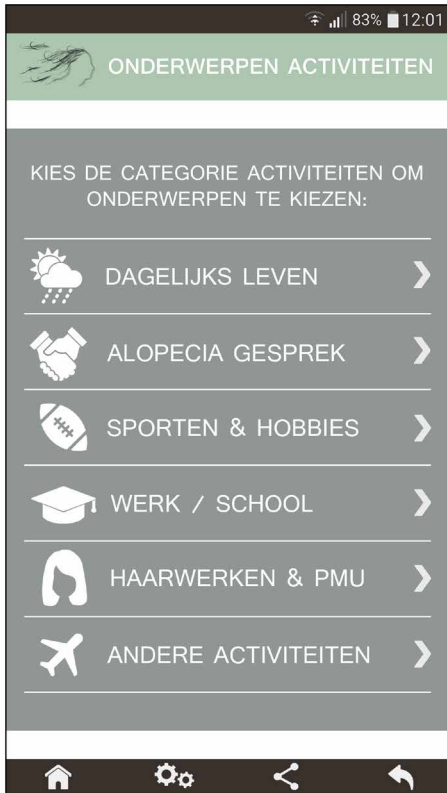 83% 12:01
ONDERWERPEN ACTIVITEITEN
KIES DE CATEGORIE ACTIVITEITEN OM
ONDERWERPEN TE KIEZEN:
DAGELIJKS LEVEN
ALOPECIA GESPREK
SPORTEN & HOBBIES
WERK / SCHOOL
HAARWERKEN & PMU
ANDERE ACTIVITEITEN